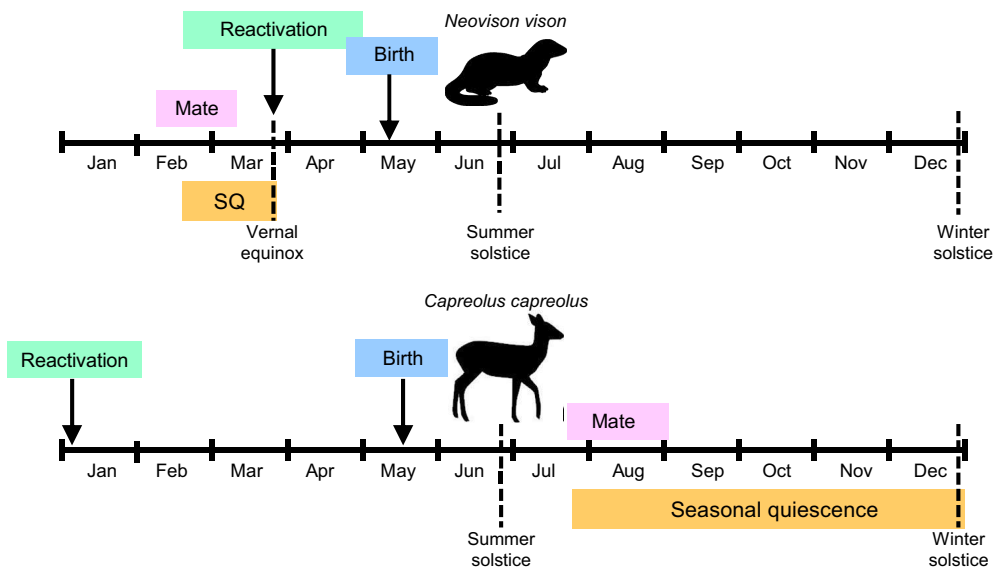 Neovison vison
Reactivation
Birth
Mate
Jan Feb Mar Apr May Jun Jul Aug Sep Oct Nov Dec
SQ
Vernal
equinox
Summer
solstice
Winter
solstice
Capreolus capreolus
Reactivation
Birth
Mate
Jan Feb Mar Apr May Jun Jul Aug Sep Oct Nov Dec
Seasonal quiescence
Summer
solstice
Winter
solstice